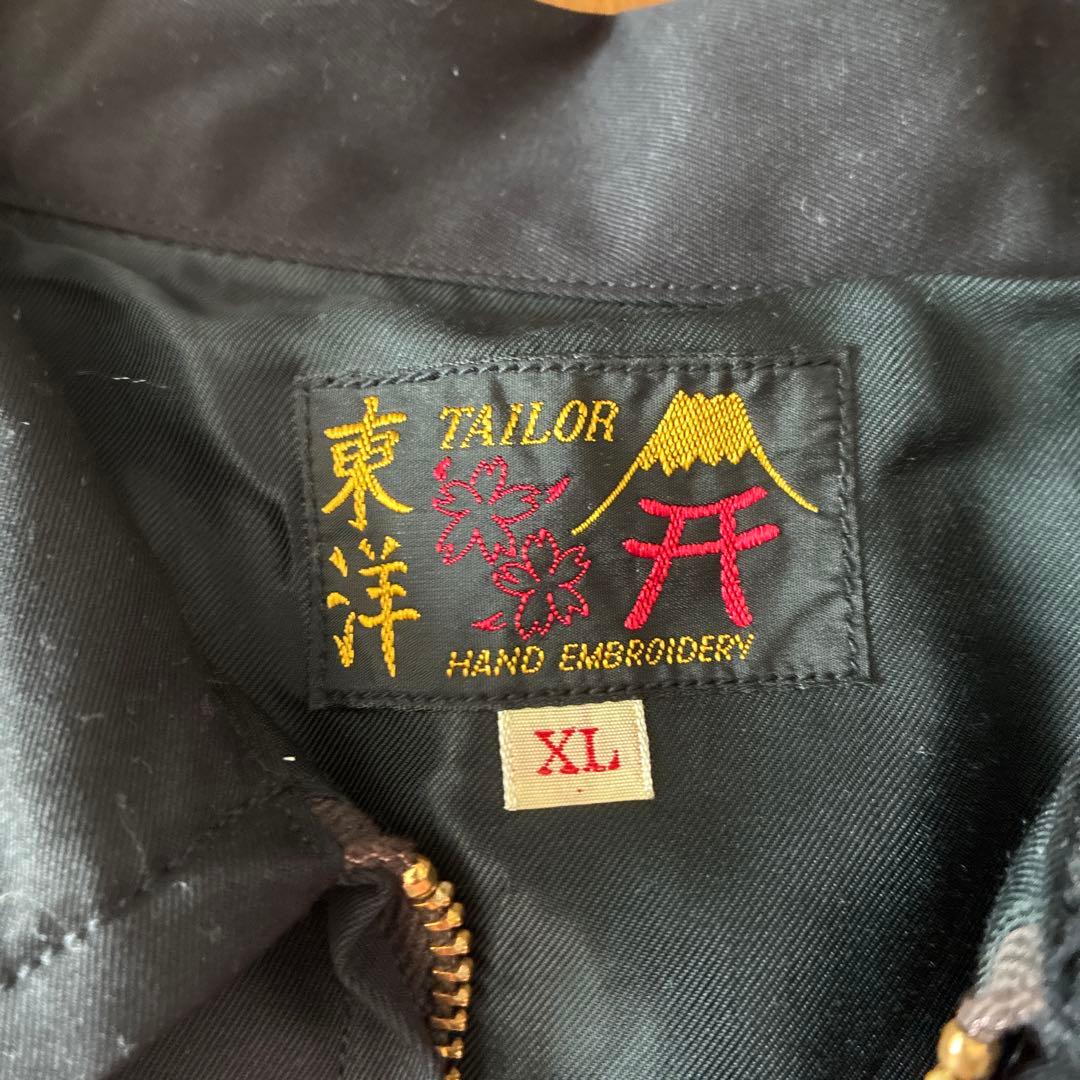 東洋
TAILOR
HAND EMBROIDERY
XL